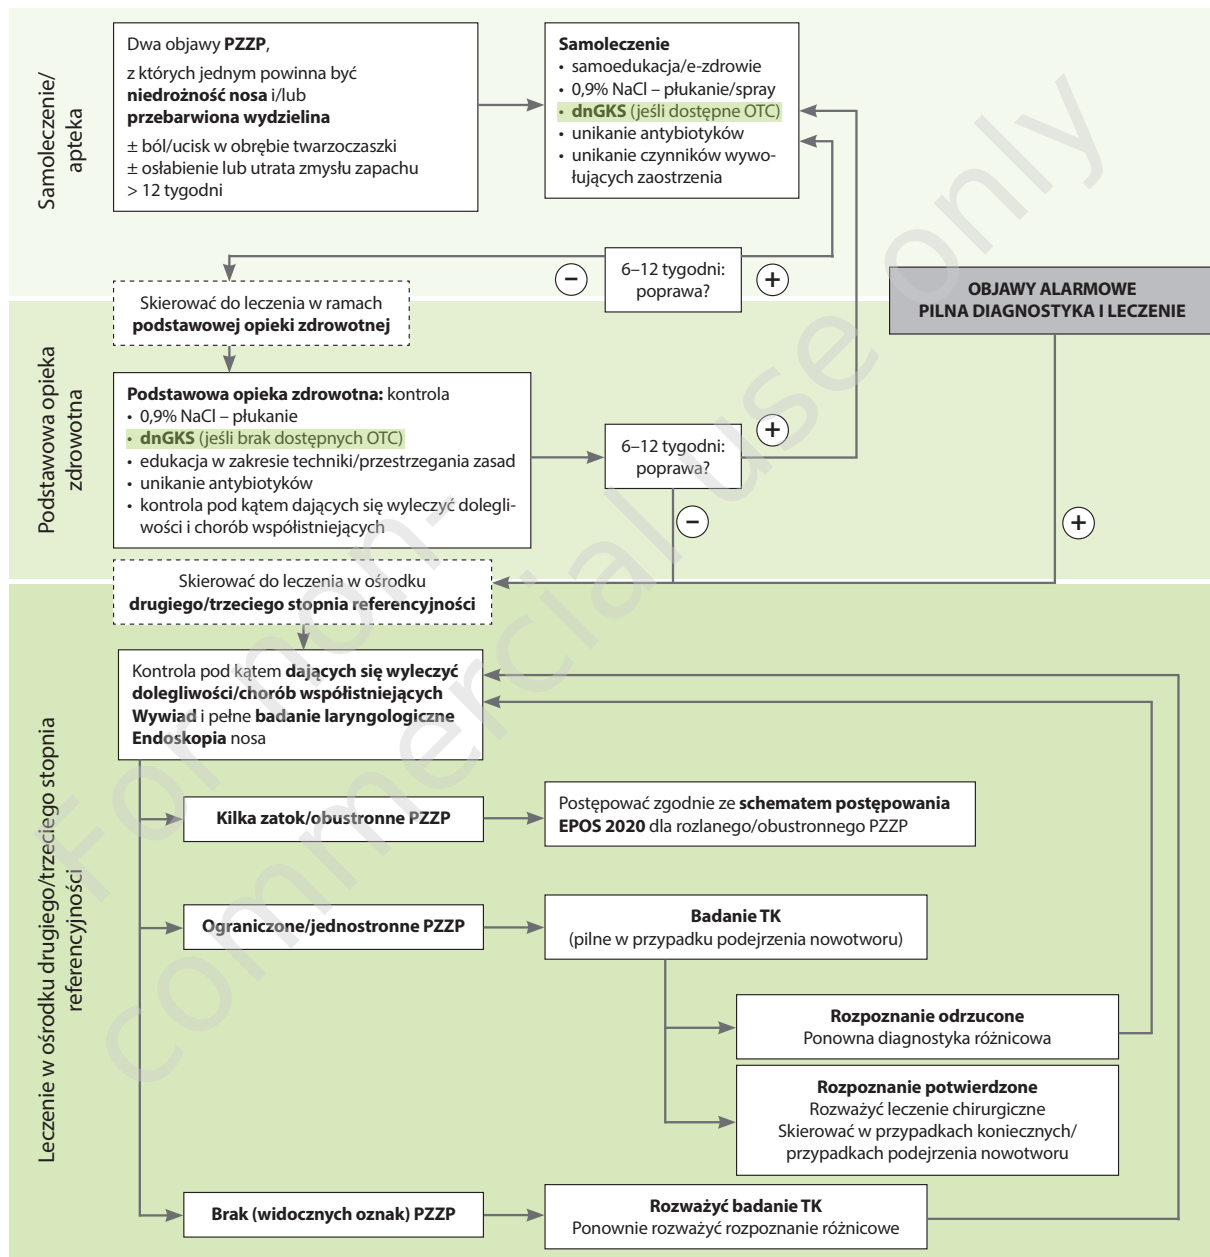 Samoleczenie/
apteka
Dwa objawy PZZP,
z których jednym powinna być
niedrożność nosa i/lub
przebarwiona wydzielina
± ból/ucisk w obrębie twarzoczaszki
± osłabienie lub utrata zmysłu zapachu
> 12 tygodni
Samoleczenie
• samoedukacja/e-zdrowie
• 0,9% NaCl – płukanie/spray
• dnGKS (jeśli dostępne OTC)
• unikanie antybiotyków
• unikanie czynników wywo-
łujących zaostrzenia
–
6–12 tygodni:
poprawa?
+
OBJAWY ALARMOWE
PILNA DIAGNOSTYKA I LECZENIE
Skierować do leczenia w ramach
podstawowej opieki zdrowotnej
Podstawowa opieka
zdrowotna
Podstawowa opieka zdrowotna: kontrola
• 0,9% NaCl – płukanie
• dnGKS (jeśli brak dostępnych OTC)
• edukacja w zakresie techniki/przestrzegania zasad
• unikanie antybiotyków
• kontrola pod kątem dających się wyleczyć dolegli-
wości i chorób współistniejących
6–12 tygodni:
poprawa?
+
–
+
Skierować do leczenia w ośrodku
drugiego/trzeciego stopnia referencyjności
Leczenie w ośrodku drugiego/trzeciego stopnia
referencyjności
Kontrola pod kątem dających się wyleczyć
dolegliwości/chorób współistniejących
Wywiad i pełne badanie laryngologiczne
Endoskopia nosa
Kilka zatok/obustronne PZZP
Postępować zgodnie ze schematem postępowania
EPOS 2020 dla rozlanego/obustronnego PZZP
Ograniczone/jednostronne PZZP
Badanie TK
(pilne w przypadku podejrzenia nowotworu)
Rozpoznanie odrzucone
Ponowna diagnostyka różnicowa
Rozpoznanie potwierdzone
Rozważyć leczenie chirurgiczne
Skierować w przypadkach koniecznych/
przypadkach podejrzenia nowotworu
Brak (widocznych oznak) PZZP
Rozważyć badanie TK
Ponownie rozważyć rozpoznanie różnicowe
For non-
commercial use only